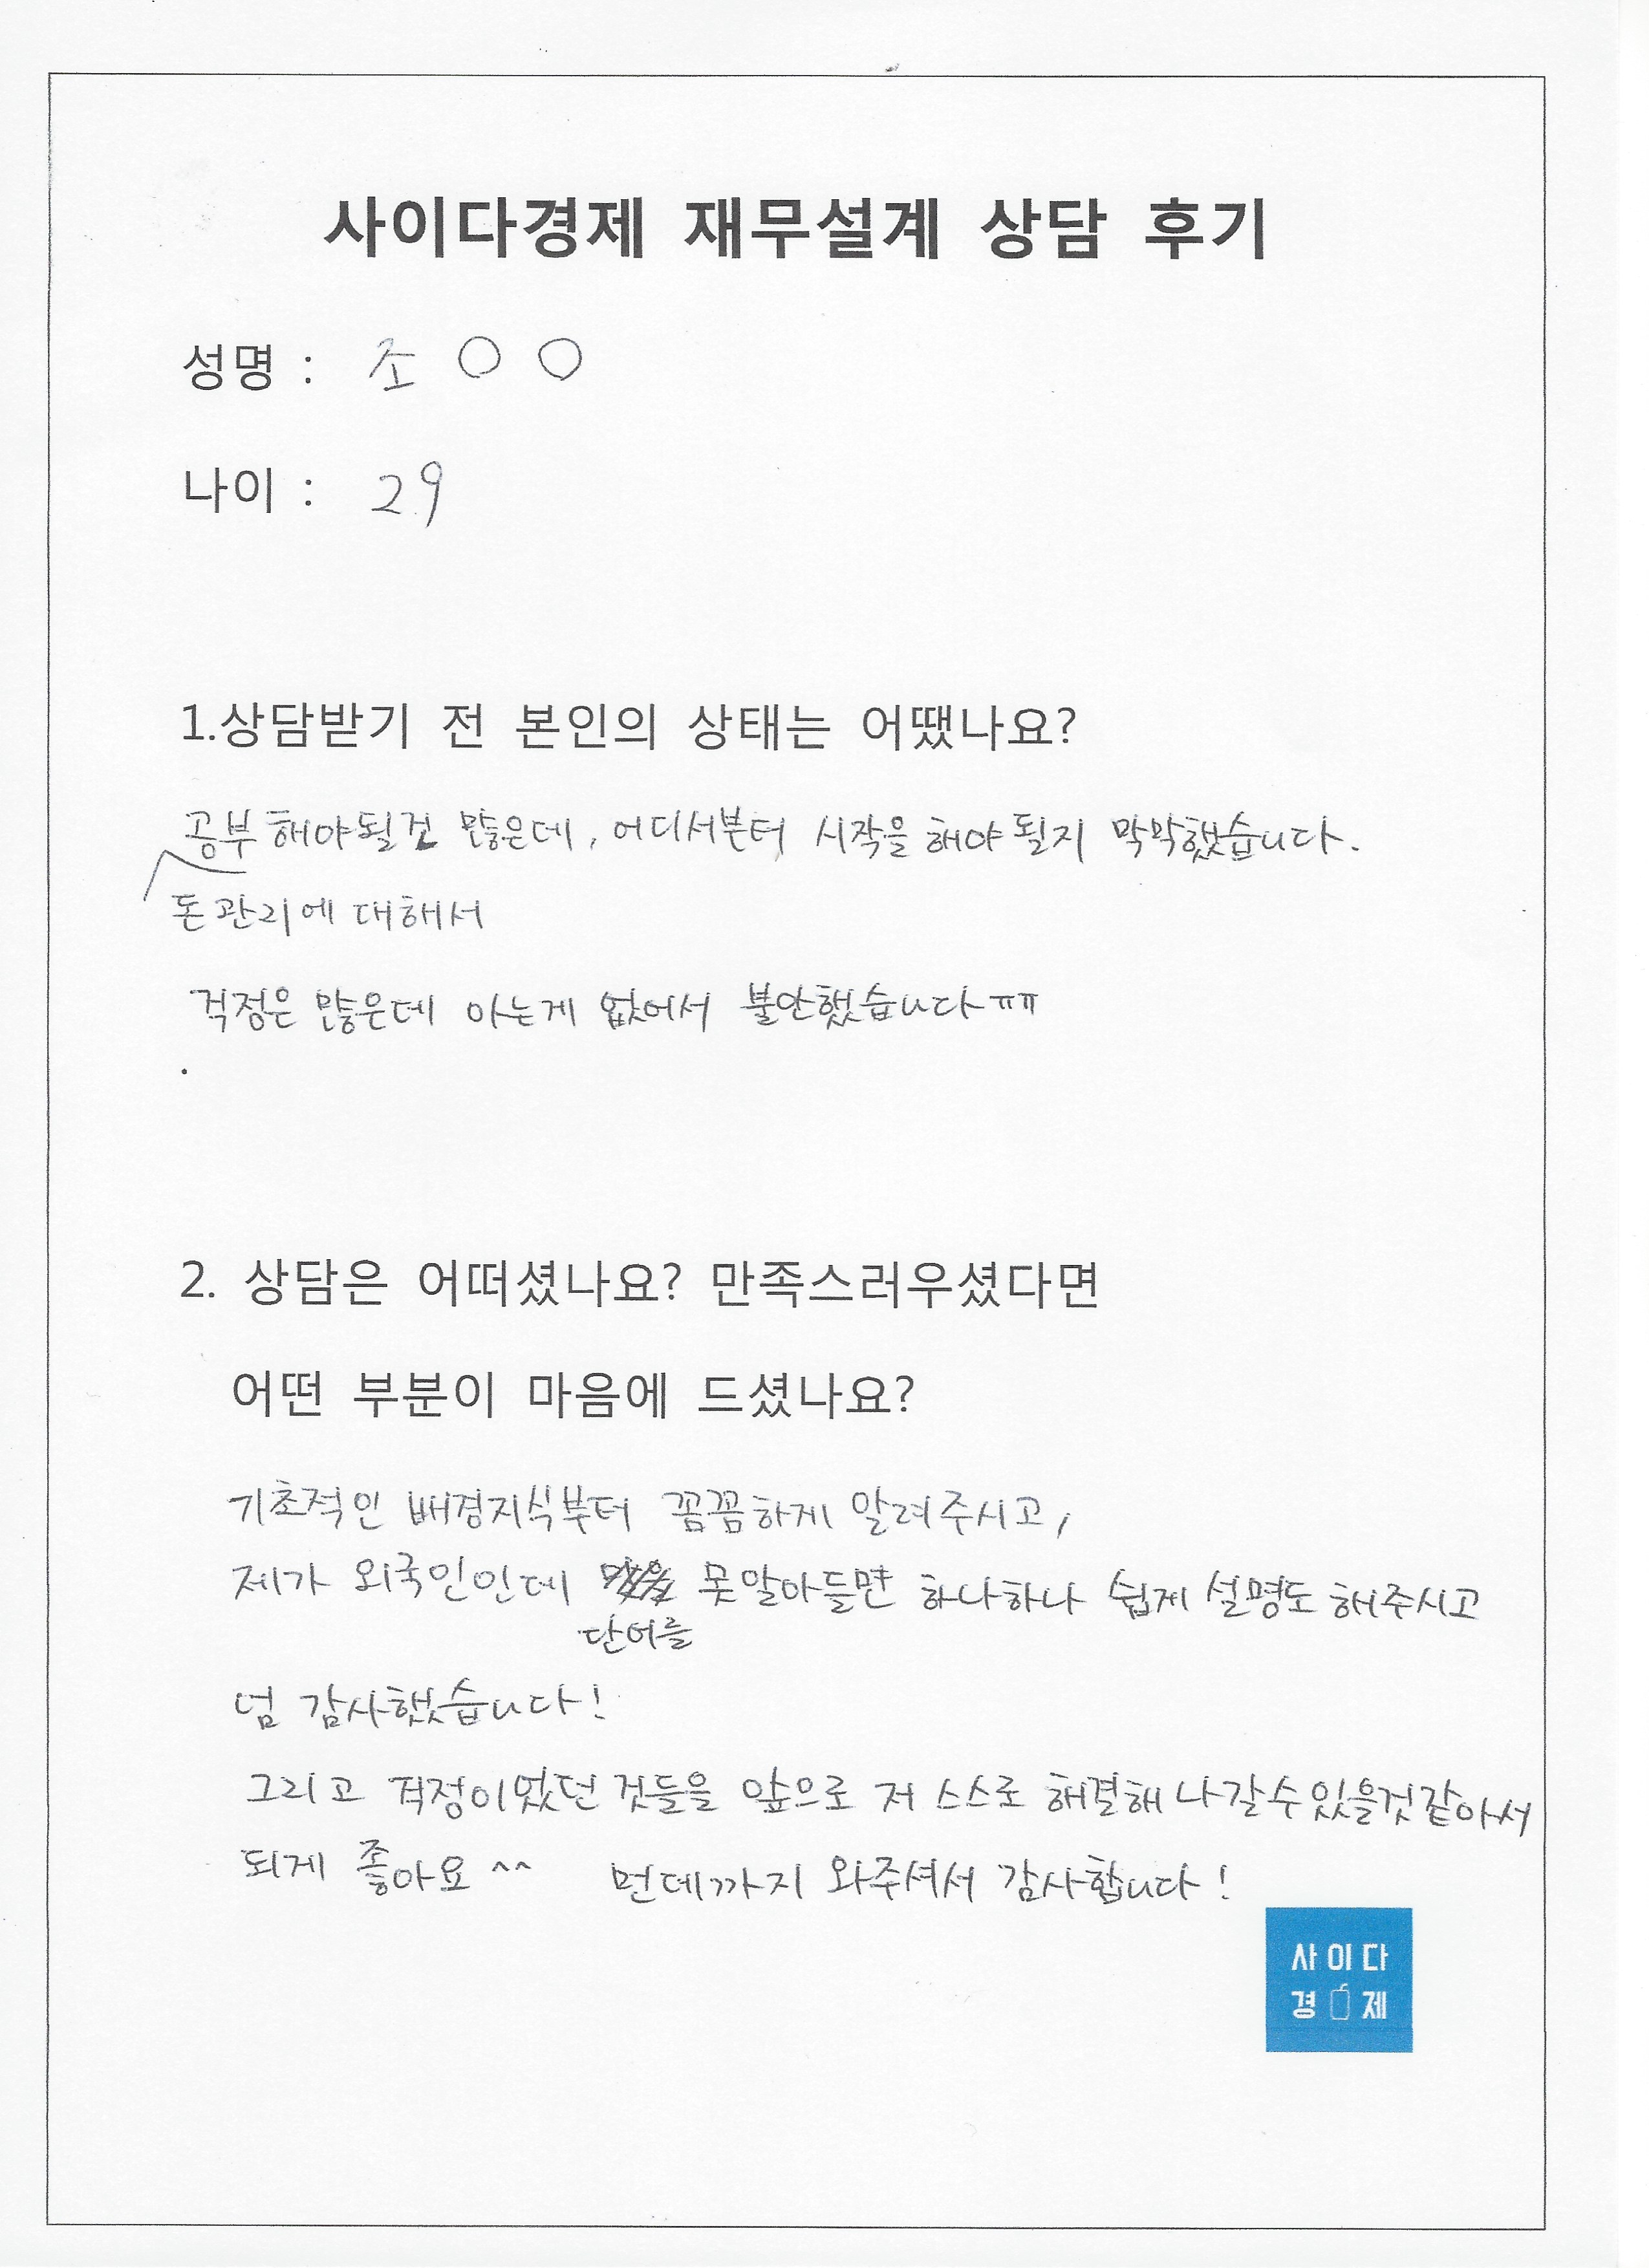 사이다경제 재무설계 상담 후기
성명 : 조 ○ ○
나이 : 29
1.상담받기 전 본인의 상태는 어땠나요?
공부해야될건 많은데, 어디서부터 시작을 해야 될지 막막했습니다.
돈관리에 대해서
걱정은 많은데 아는게 없어서 불안했습니다ㅠㅠ
2. 상담은 어떠셨나요? 만족스러우셨다면
어떤 부분이 마음에 드셨나요?
기초적인 배경지식부터 꼼꼼하게 알려주시고,
제가 외국인인데 못알아들면 하나하나 쉽게 설명도 해주시고
단어를
넘 감사했습니다!
그리고 걱정이었던 것들을 앞으로 저 스스로 해결해 나갈수있을것같아서
되게 좋아요 ^^ 먼데까지 와주셔서 감사합니다!
사이다
경제